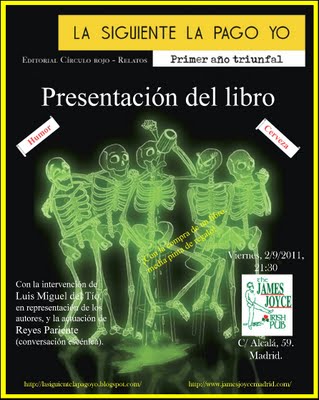 LA SIGUIENTE LA PAGO YO
Editorial Círculo rojo - Relatos
Primer año triunfal
Presentación del libro
Humor
Cerveza
¡Con la compra de un libro,
media pinta de regalo!
Viernes, 2/9/2011,
21:30
Con la intervención de
Luis Miguel del Tío,
en representación de los
autores, y la actuación de
Reyes Pariente
(conversación escénica).
the
JAMES
JOYCE
IRISH
PUB
C/ Alcalá, 59.
Madrid.
http://lasiguientelapagoyo.blogspot.com/
http://www.jamesjoycemadrid.com/